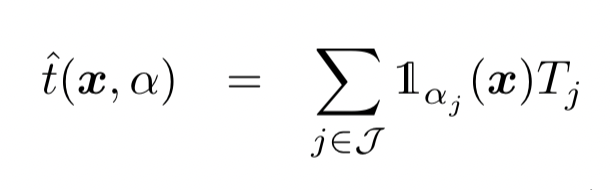 t̂(𝒙, α) = ∑_{j∈𝒥} 𝟙_{α_j}(𝒙)T_j